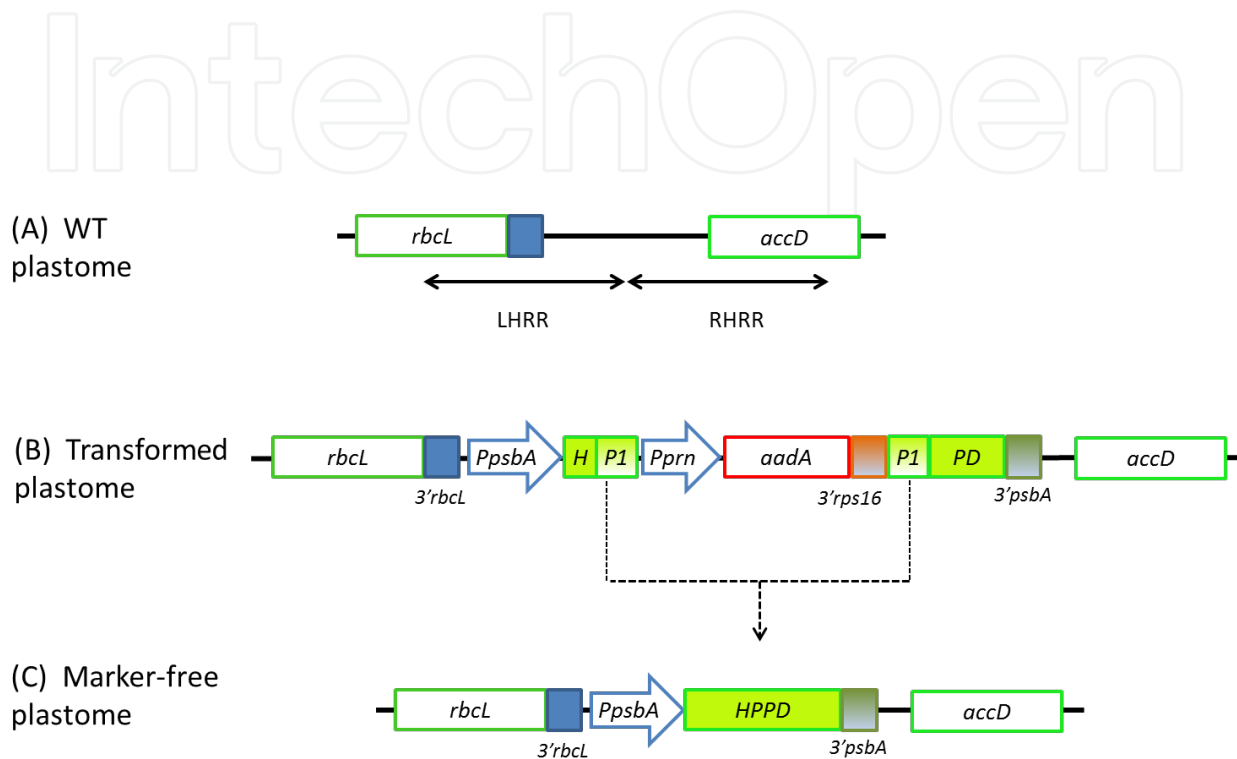 IntechOpen
(A) WT
plastome
rbcL
accD
LHRR
RHRR
(B) Transformed
plastome
rbcL
PpsbA
H
P1
Pprn
aadA
P1
PD
accD
3'rbcL
3'rps16
3'psbA
(C) Marker-free
plastome
rbcL
PpsbA
HPPD
accD
3'rbcL
3'psbA